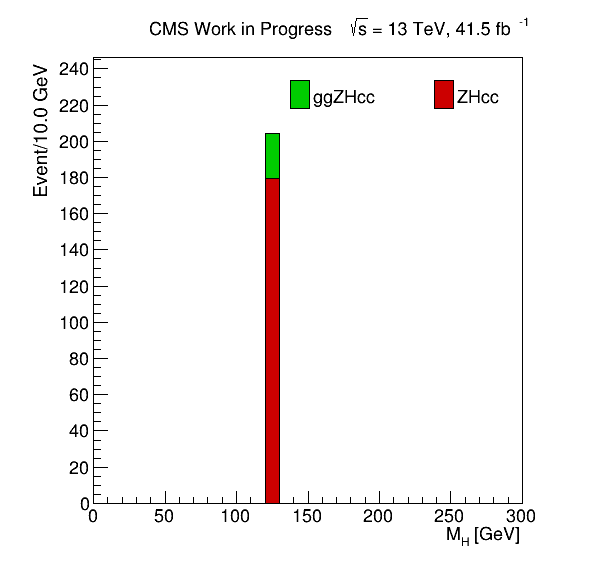 CMS Work in Progress √s = 13 TeV, 41.5 fb -1
Event/10.0 GeV
240
220
200
180
160
140
120
100
80
60
40
20
0
ggZHcc ZHcc
0 50 100 150 200 250 300
M_H [GeV]